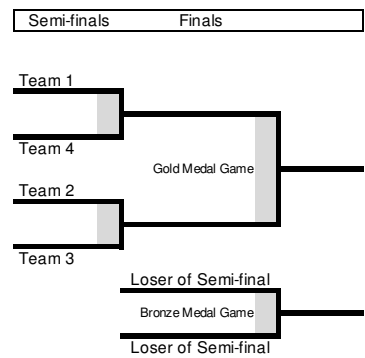 Semi-finals Finals
Team 1
Team 4
Gold Medal Game
Team 2
Team 3
Loser of Semi-final
Bronze Medal Game
Loser of Semi-final